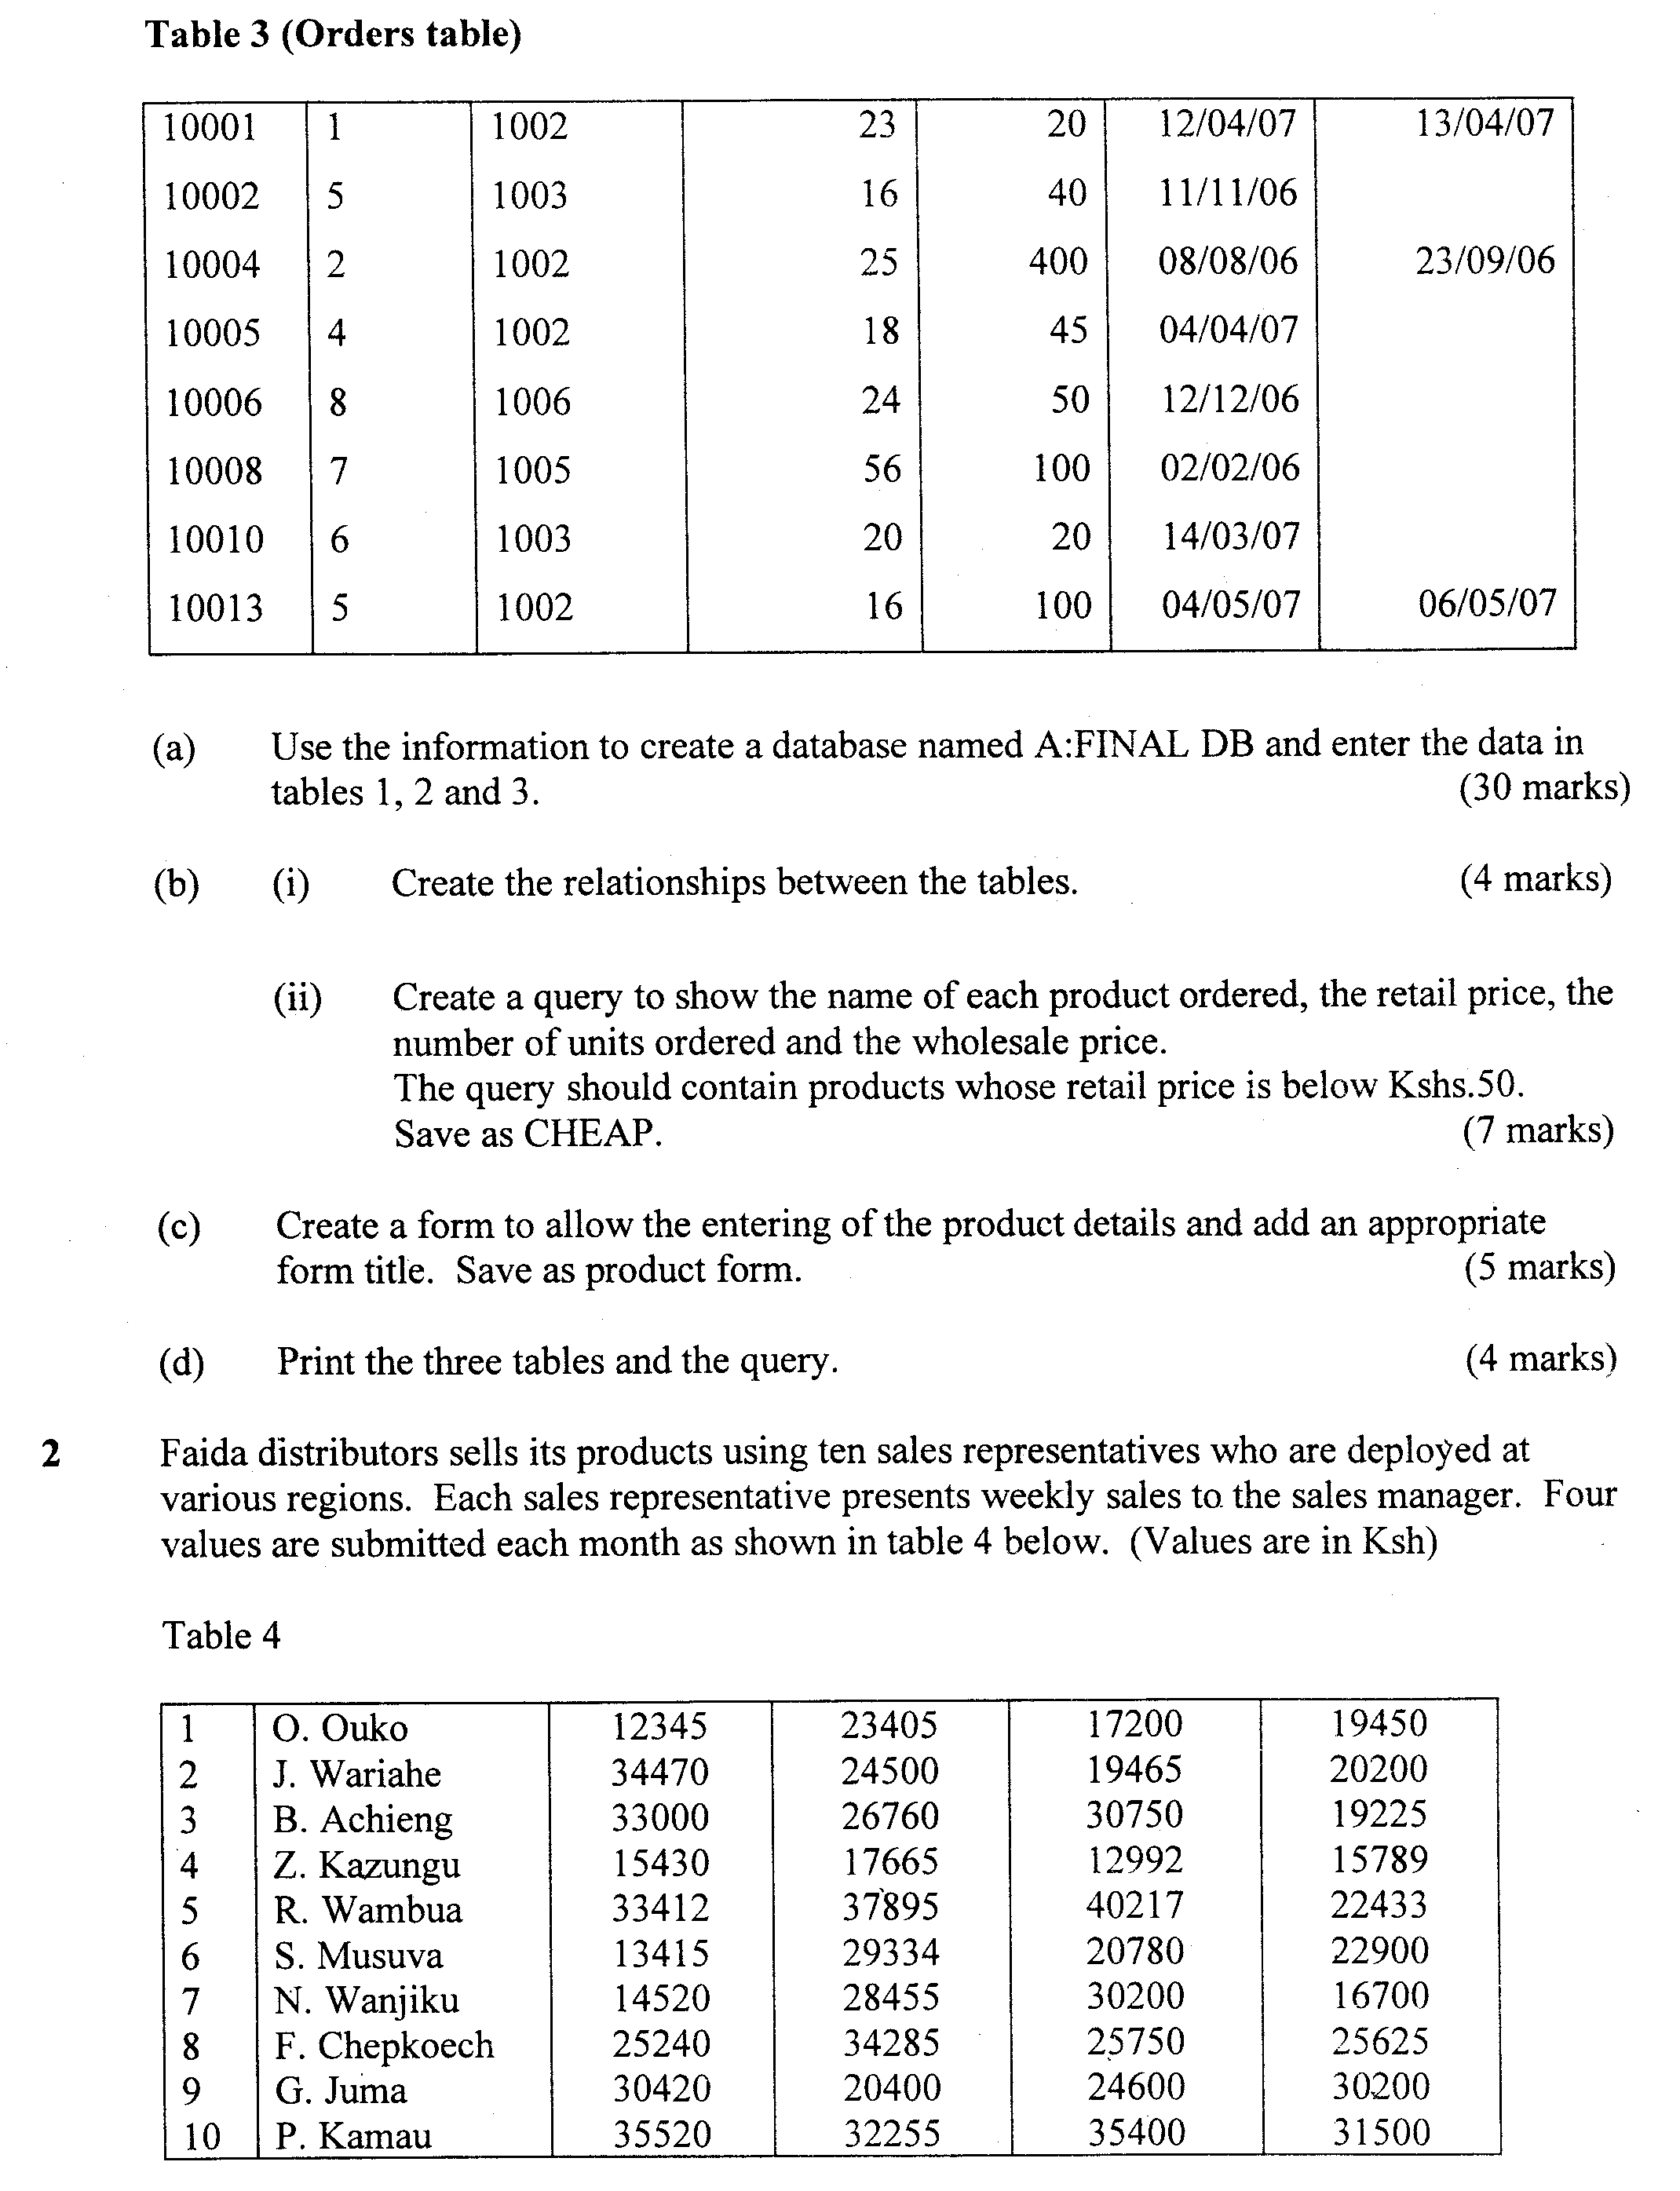 Table 3 (Orders table)
10001 1 1002 23 20 12/04/07 13/04/07
10002 5 1003 16 40 11/11/06
10004 2 1002 25 400 08/08/06 23/09/06
10005 4 1002 18 45 04/04/07
10006 8 1006 24 50 12/12/06
10008 7 1005 56 100 02/02/06
10010 6 1003 20 20 14/03/07
10013 5 1002 16 100 04/05/07 06/05/07
(a) Use the information to create a database named A:FINAL DB and enter the data in
tables 1, 2 and 3. (30 marks)
(b) (i) Create the relationships between the tables. (4 marks)
(ii) Create a query to show the name of each product ordered, the retail price, the
number of units ordered and the wholesale price.
The query should contain products whose retail price is below Kshs.50.
Save as CHEAP. (7 marks)
(c) Create a form to allow the entering of the product details and add an appropriate
form title. Save as product form. (5 marks)
(d) Print the three tables and the query. (4 marks)
2 Faida distributors sells its products using ten sales representatives who are deployed at
various regions. Each sales representative presents weekly sales to the sales manager. Four
values are submitted each month as shown in table 4 below. (Values are in Ksh)
Table 4
1 O. Ouko 12345 23405 17200 19450
2 J. Wariahe 34470 24500 19465 20200
3 B. Achieng 33000 26760 30750 19225
4 Z. Kazungu 15430 17665 12992 15789
5 R. Wambua 33412 37895 40217 22433
6 S. Musuva 13415 29334 20780 22900
7 N. Wanjiku 14520 28455 30200 16700
8 F. Chepkoech 25240 34285 25750 25625
9 G. Juma 30420 20400 24600 30200
10 P. Kamau 35520 32255 35400 31500